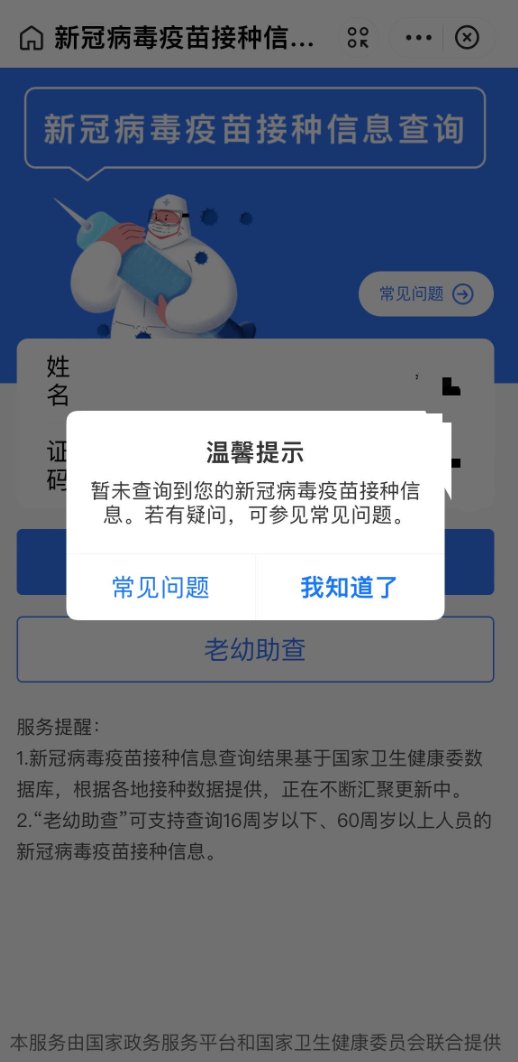 新冠病毒疫苗接种信...
新冠病毒疫苗接种信息查询
常见问题
姓
名
证
码
温馨提示
暂未查询到您的新冠病毒疫苗接种信
息。若有疑问，可参见常见问题。
常见问题
我知道了
老幼助查
服务提醒：
1.新冠病毒疫苗接种信息查询结果基于国家卫生健康委数
据库，根据各地接种数据提供，正在不断汇聚更新中。
2.“老幼助查”可支持查询16周岁以下、60周岁以上人员的
新冠病毒疫苗接种信息。
本服务由国家政务服务平台和国家卫生健康委员会联合提供